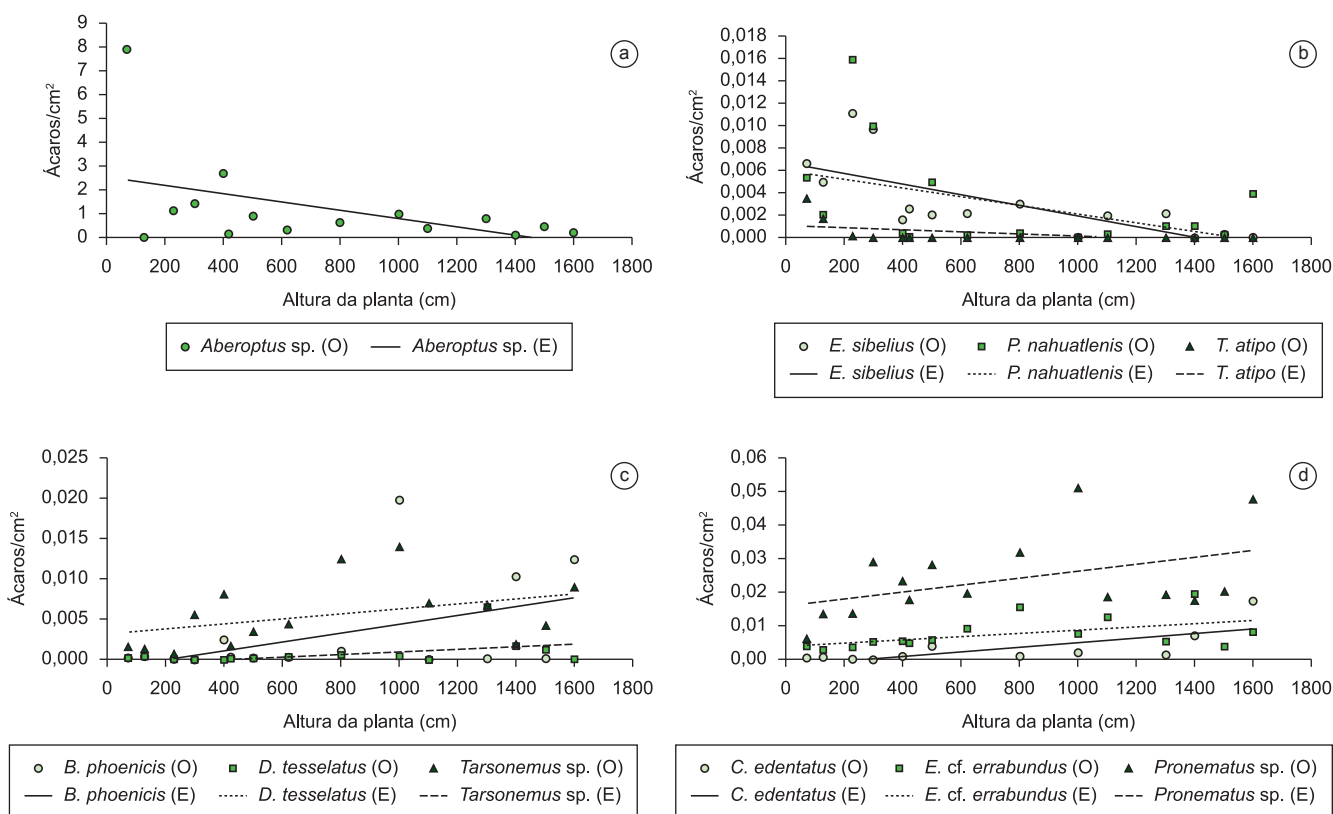 9
8
7
6
5
4
3
2
1
0
Ácaros/cm²
0 200 400 600 800 1000 1200 1400 1600 1800
Altura da planta (cm)
a
Aberoptus sp. (O) Aberoptus sp. (E)
0,018
0,016
0,014
0,012
0,010
0,008
0,006
0,004
0,002
0,000
Ácaros/cm²
0 200 400 600 800 1000 1200 1400 1600 1800
Altura da planta (cm)
b
E. sibelius (O) P. nahuatlenis (O) T. atipo (O)
E. sibelius (E) P. nahuatlenis (E) T. atipo (E)
0,025
0,020
0,015
0,010
0,005
0,000
Ácaros/cm²
0 200 400 600 800 1000 1200 1400 1600 1800
Altura da planta (cm)
c
B. phoenicis (O) D. tesselatus (O) Tarsonemus sp. (O)
B. phoenicis (E) D. tesselatus (E) Tarsonemus sp. (E)
0,06
0,05
0,04
0,03
0,02
0,01
0,00
Ácaros/cm²
0 200 400 600 800 1000 1200 1400 1600 1800
Altura da planta (cm)
d
C. edentatus (O) E. cf. errabundus (O) Pronematus sp. (O)
C. edentatus (E) E. cf. errabundus (E) Pronematus sp. (E)